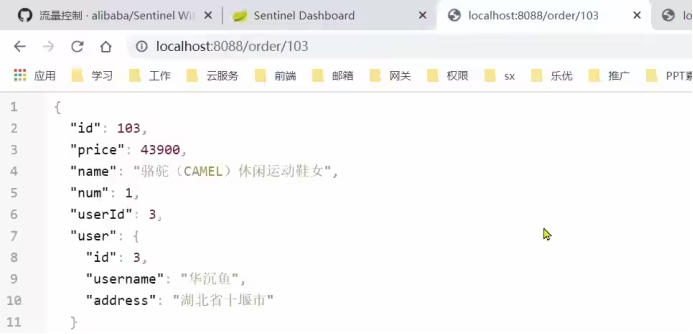 流量控制 · alibaba/Sentinel Wi
Sentinel Dashboard
localhost:8088/order/103
lo
localhost:8088/order/103
应用 学习 工作 云服务 前端 邮箱 网关 权限 sx 乐优 推广 PPT素
1 {
2 "id": 103,
3 "price": 43900,
4 "name": "骆驼（CAMEL）休闲运动鞋女",
5 "num": 1,
6 "userId": 3,
7 "user": {
8 "id": 3,
9 "username": "华沉鱼",
10 "address": "湖北省十堰市"
11 }